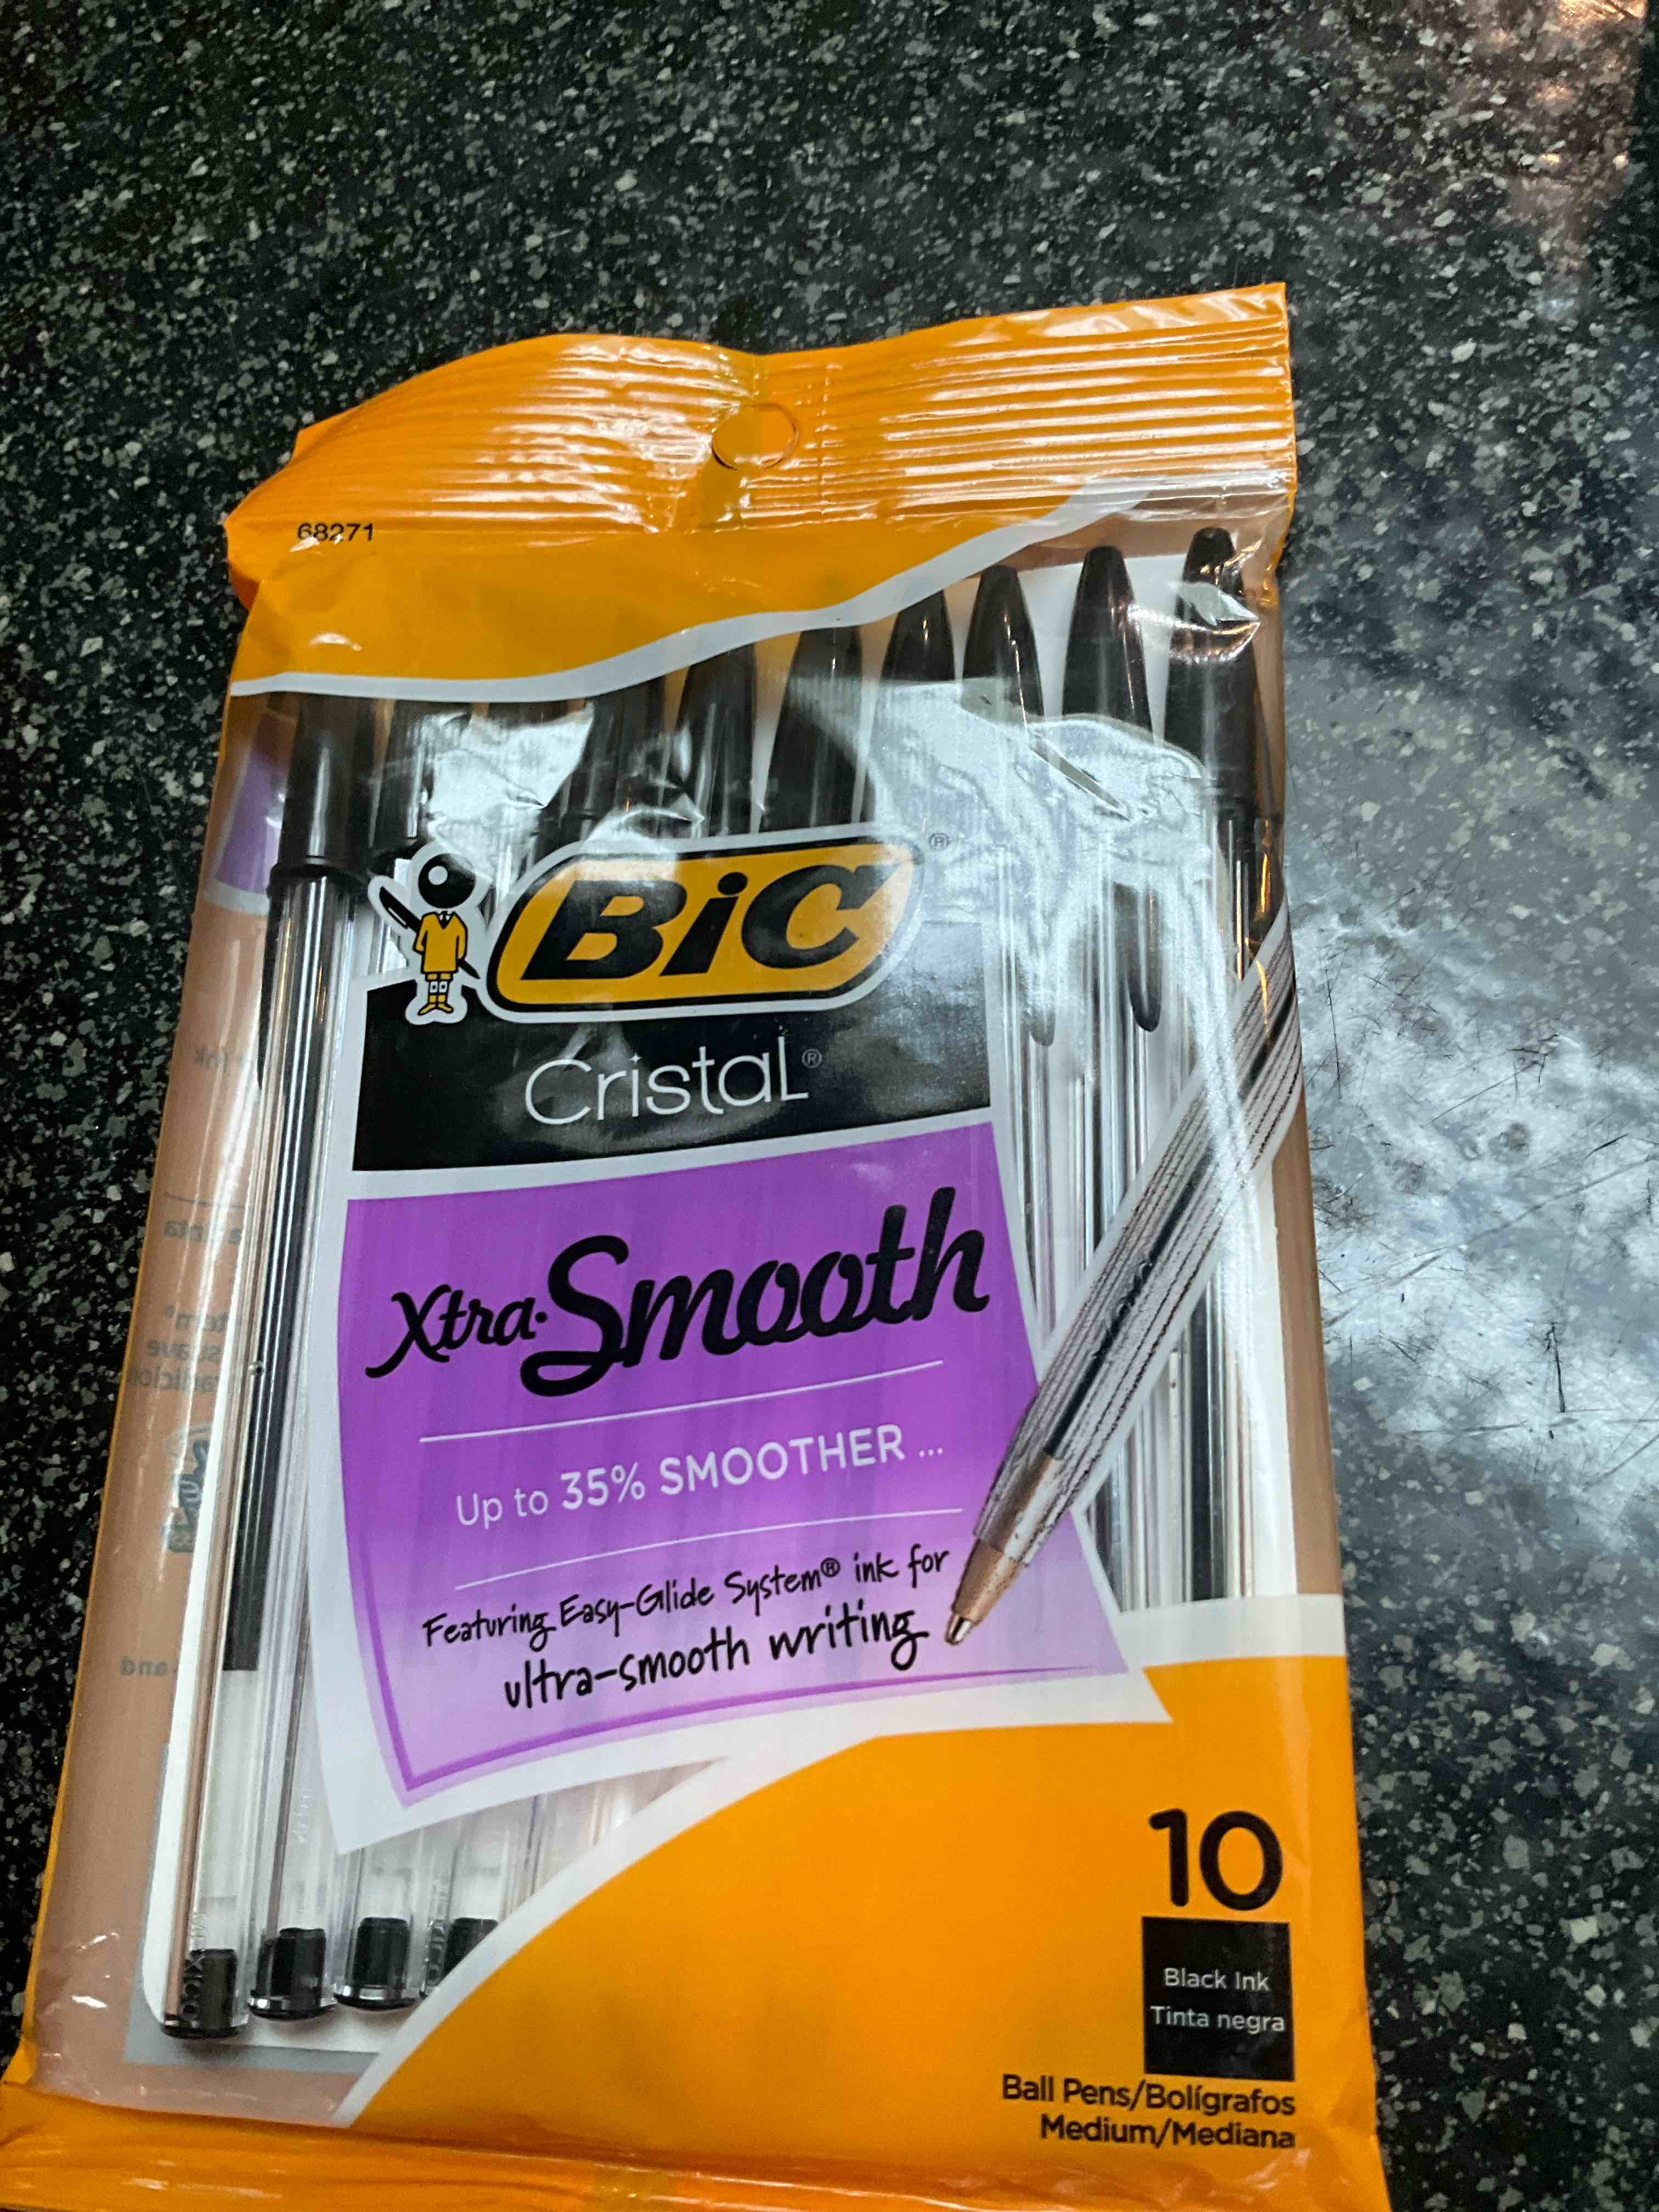 68271
BiC®
Cristal®
Xtra-Smooth
Up to 35% SMOOTHER ...
Featuring Easy-Glide System® ink for
ultra-smooth writing
10
Black Ink
Tinta negra
Ball Pens/Bolígrafos
Medium/Mediana